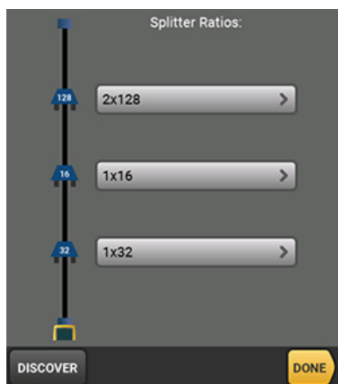 Splitter Ratios:
128
2x128
16
1x16
32
1x32
DISCOVER
DONE